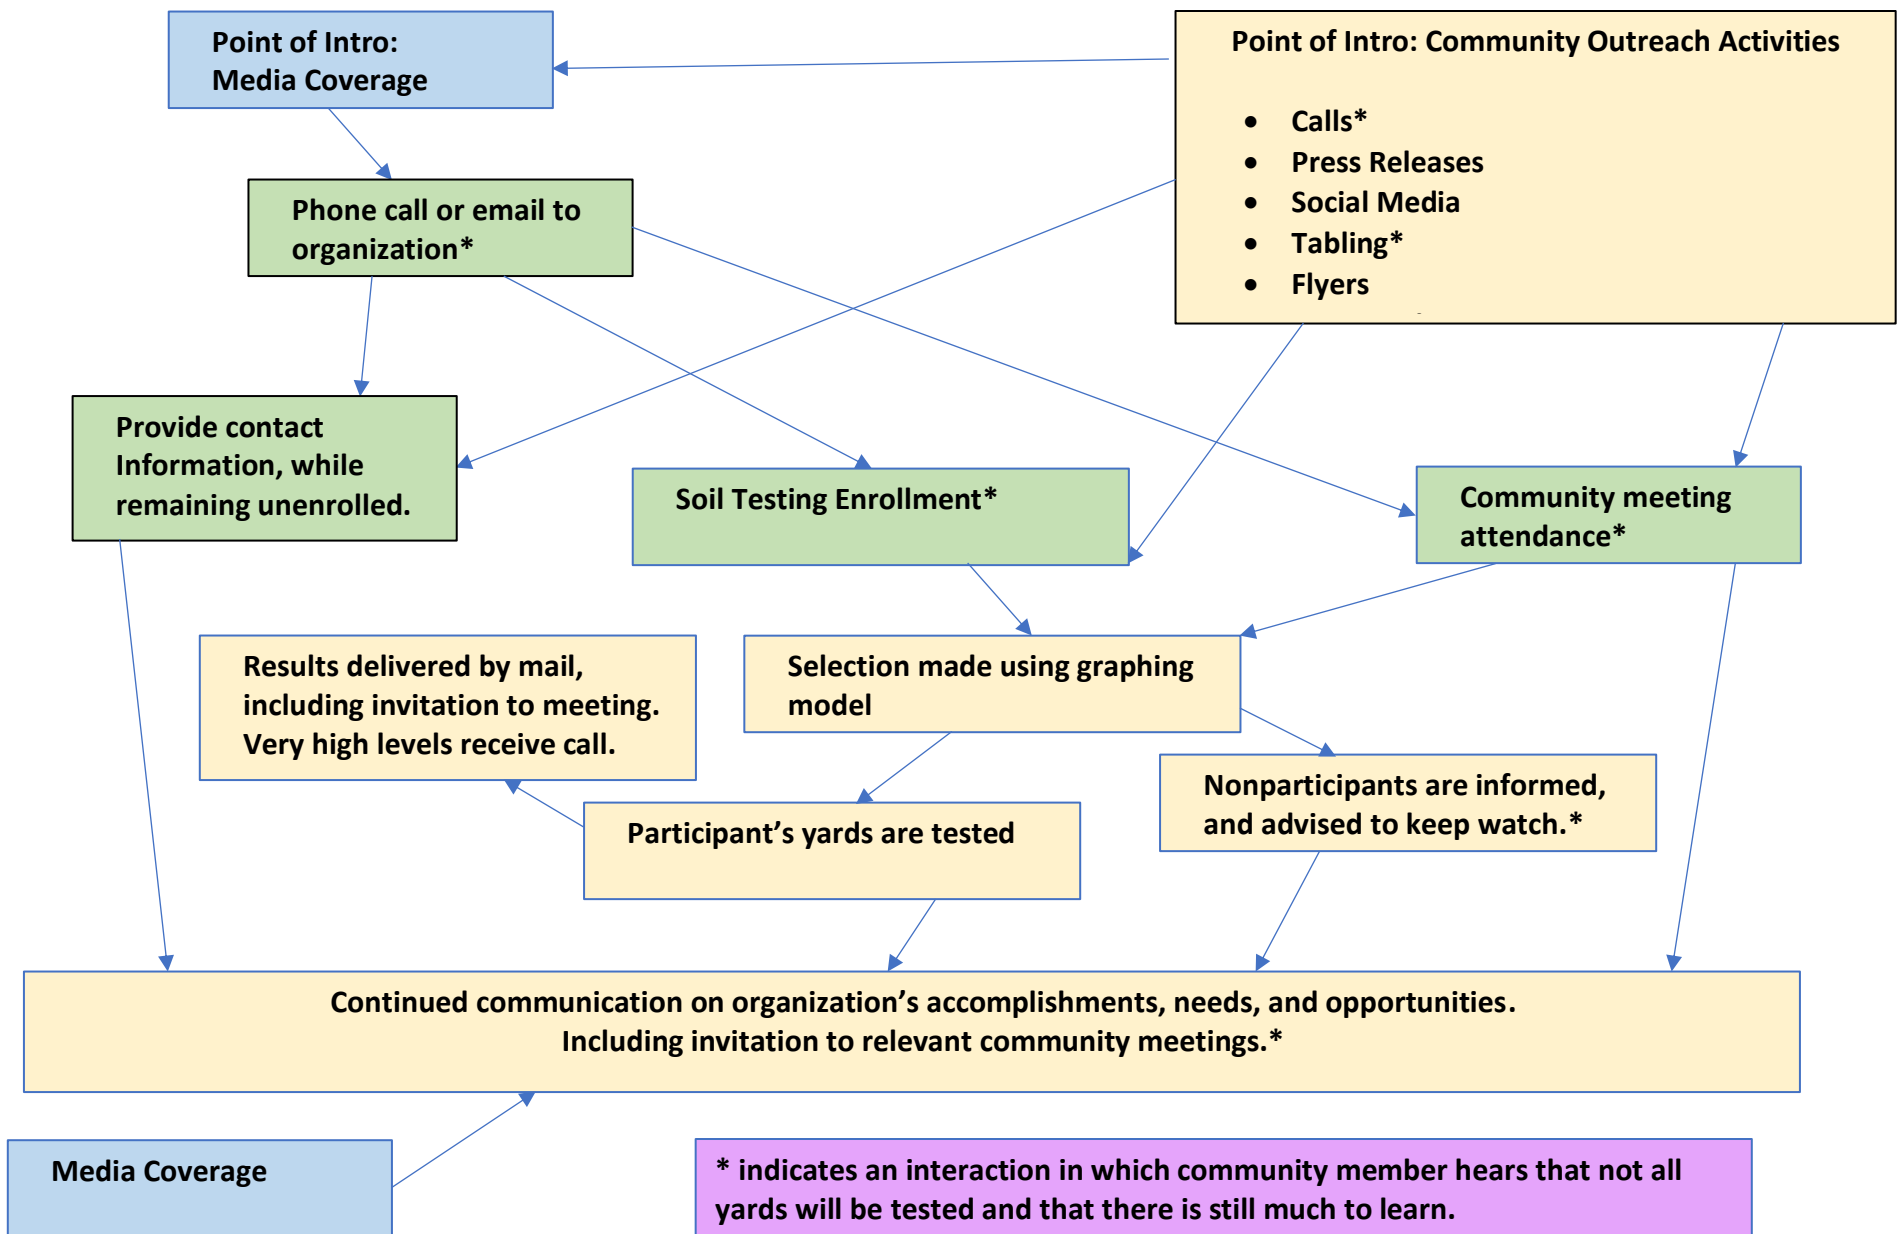 Point of Intro:
Media Coverage
Point of Intro: Community Outreach Activities
• Calls*
• Press Releases
• Social Media
• Tabling*
• Flyers
Phone call or email to
organization*
Provide contact
Information, while
remaining unenrolled.
Soil Testing Enrollment*
Community meeting
attendance*
Results delivered by mail,
including invitation to meeting.
Very high levels receive call.
Selection made using graphing
model
Nonparticipants are informed,
and advised to keep watch.*
Participant’s yards are tested
Continued communication on organization’s accomplishments, needs, and opportunities.
Including invitation to relevant community meetings.*
Media Coverage
* indicates an interaction in which community member hears that not all
yards will be tested and that there is still much to learn.